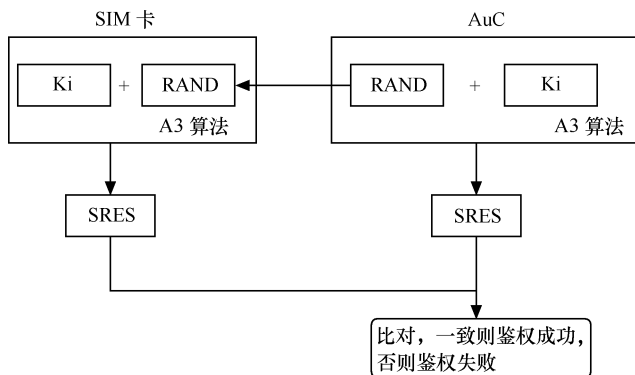 SIM 卡
AuC
Ki + RAND
RAND + Ki
A3 算法
A3 算法
SRES
SRES
比对，一致则鉴权成功，
否则鉴权失败